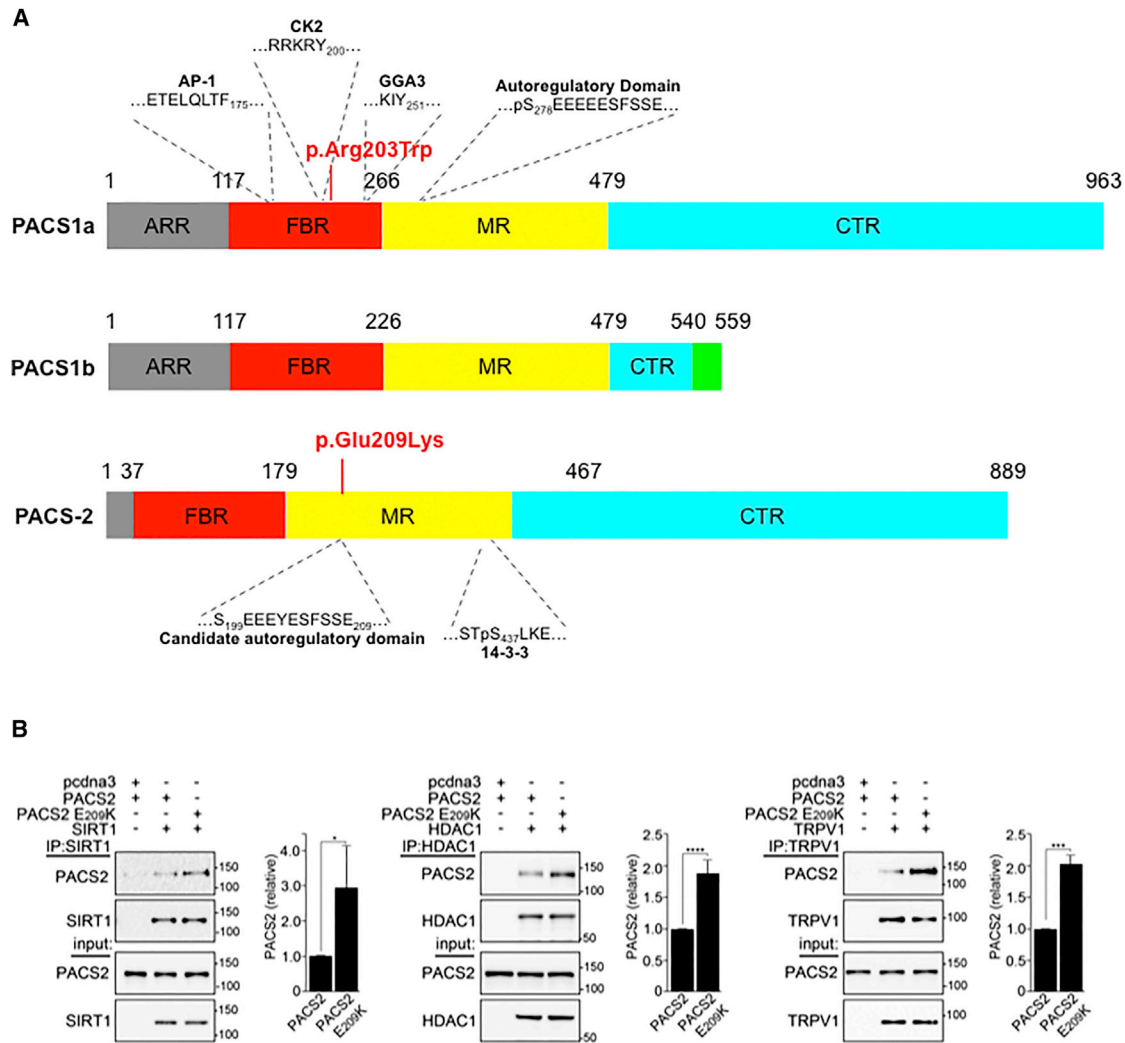 A
CK2
...RRKRY200...
AP-1
...ETELQLTF175...
GGA3
...KIY251...
Autoregulatory Domain
...pS278EEEEESFSSE...
p.Arg203Trp
1 117 266 479 963
PACS1a ARR FBR MR CTR
1 117 226 479 540 559
PACS1b ARR FBR MR CTR
p.Glu209Lys
1 37 179 467 889
PACS-2 FBR MR CTR
...S199EEEYESFSSE209...
Candidate autoregulatory domain
...STpS437LKE...
14-3-3
B
pcdna3 + - -
PACS2 + + -
PACS2 E209K - - +
SIRT1 - + +
IP:SIRT1
PACS2 150 100
SIRT1 150 100
input:
PACS2 150 100
SIRT1 150 100
PACS2 (relative)
4.0
3.0
2.0
1.0
0
*
PACS2
PACS2 E209K
pcdna3 + - -
PACS2 + + -
PACS2 E209K - - +
HDAC1 - + +
IP:HDAC1
PACS2 150 100
HDAC1 50
input:
PACS2 150 100
HDAC1 50
PACS2 (relative)
2.5
2.0
1.5
1.0
0.5
0
****
PACS2
PACS2 E209K
pcdna3 + - -
PACS2 + + -
PACS2 E209K - - +
TRPV1 - + +
IP:TRPV1
PACS2 150 100
TRPV1 100
input:
PACS2 150 100
TRPV1 100
PACS2 (relative)
2.5
2.0
1.5
1.0
0.5
0
***
PACS2
PACS2 E209K